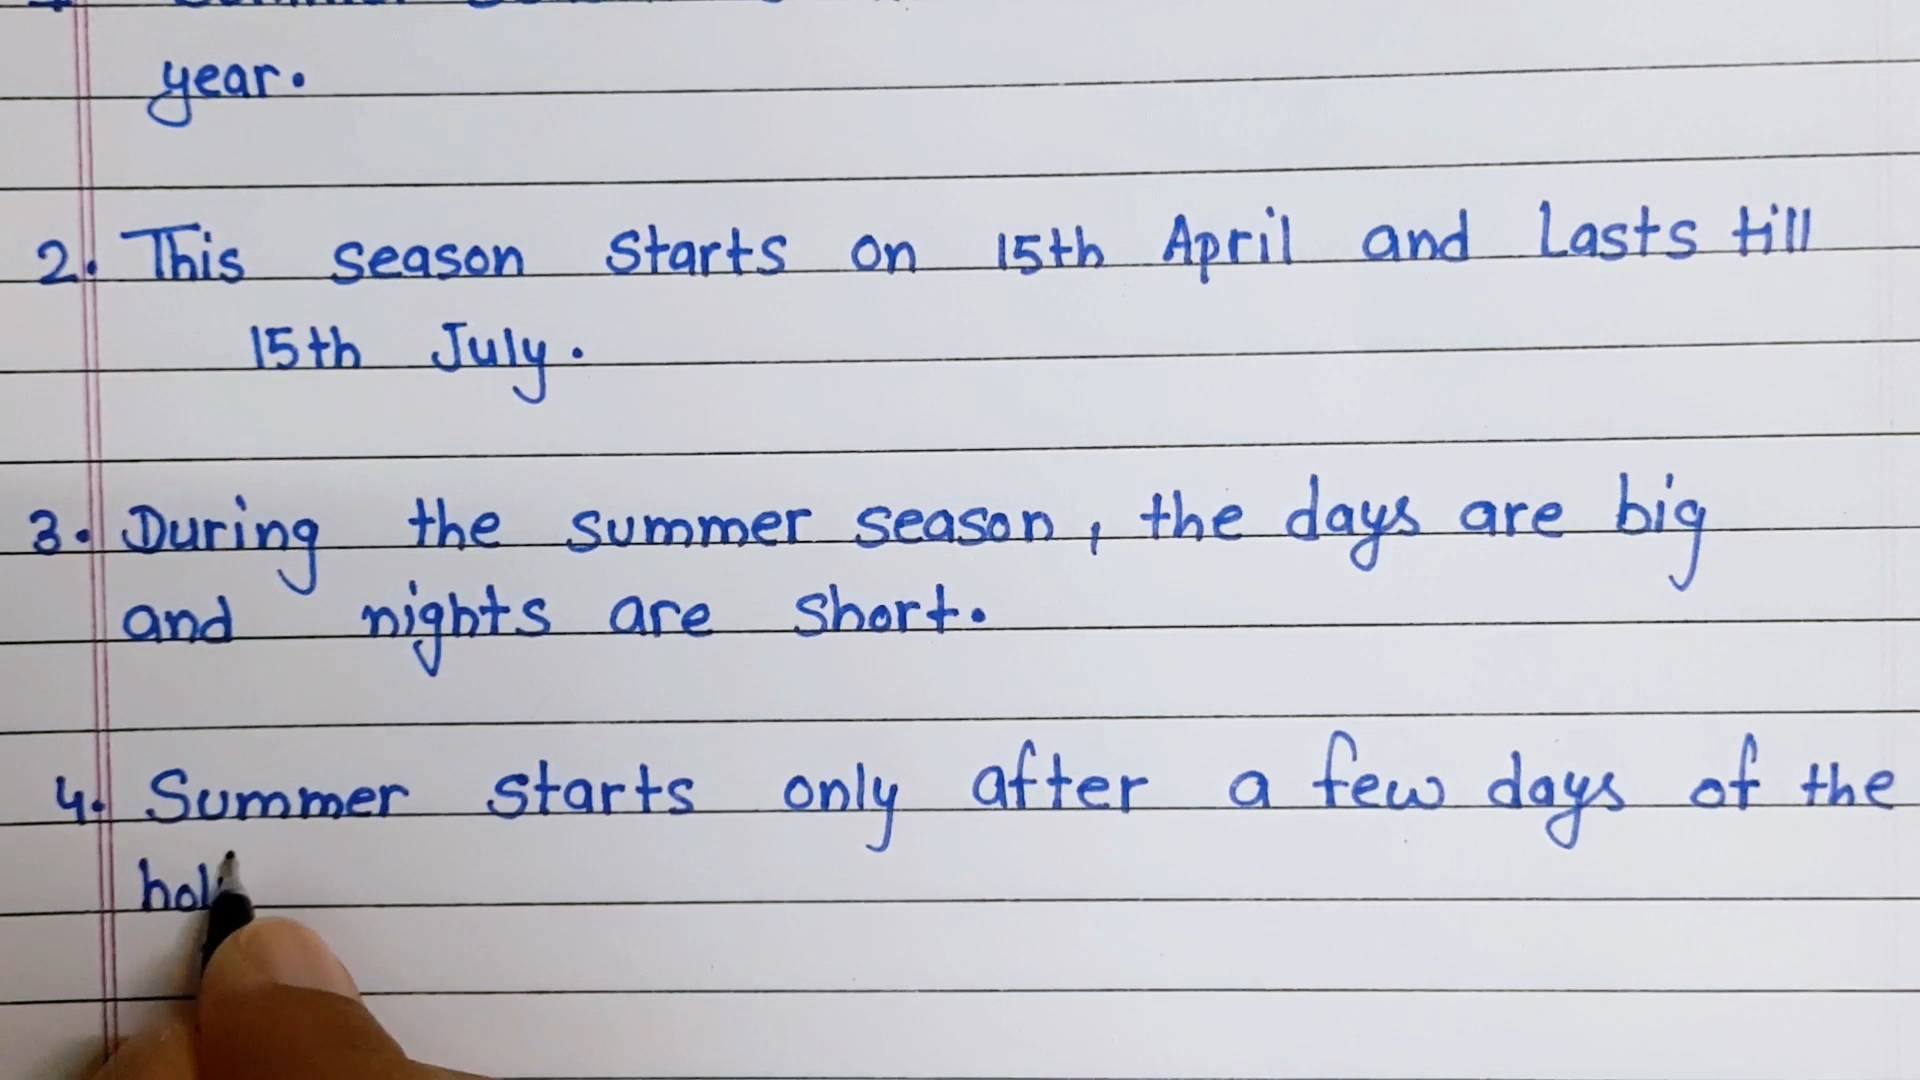 year.
2. This season starts on 15th April and Lasts till
15th July.
3. During the summer season, the days are big
and nights are short.
4. Summer starts only after a few days of the